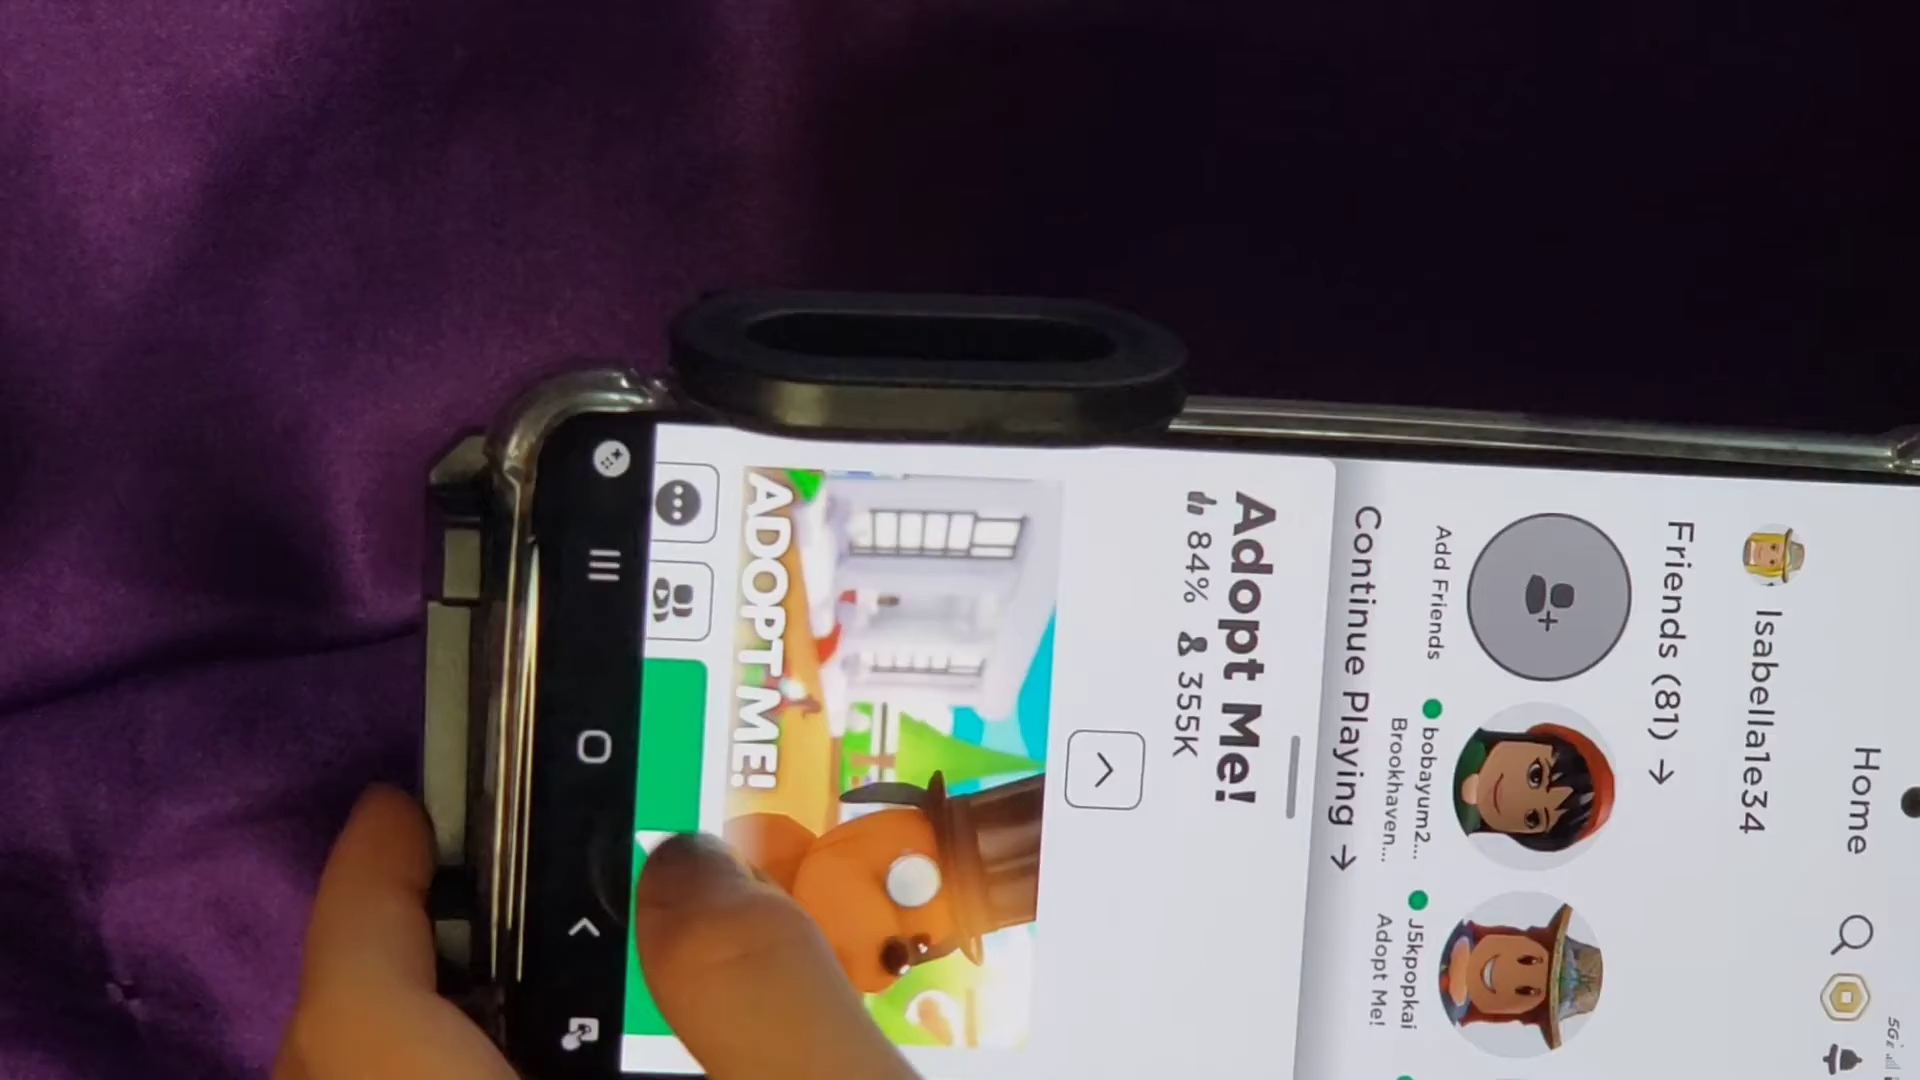 5G
Home
Isabella1e34
Friends (81) →
Add Friends
bobayum2...
Brookhaven...
J5kpopkai
Adopt Me!
Continue Playing →
Adopt Me!
84% 355K
ADOPT ME!